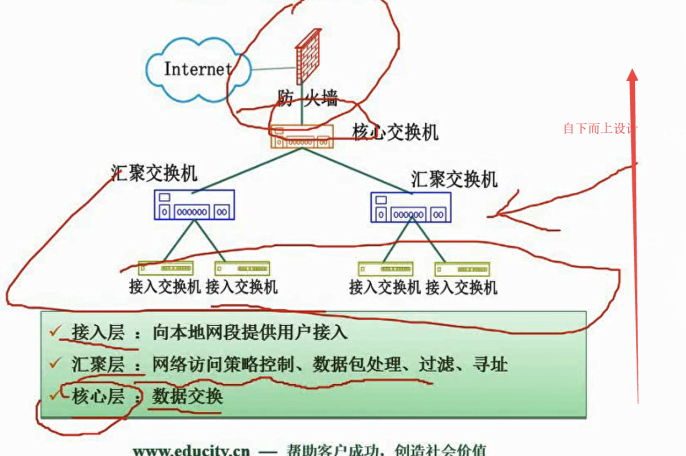 Internet
防 火墙
核心交换机
自下而上设计
汇聚交换机
汇聚交换机
接入交换机 接入交换机 接入交换机 接入交换机
接入层 ：向本地网段提供用户接入
汇聚层 ：网络访问策略控制、数据包处理、过滤、寻址
核心层 ：数据交换
www.educity.cn — 帮助客户成功，创造社会价值